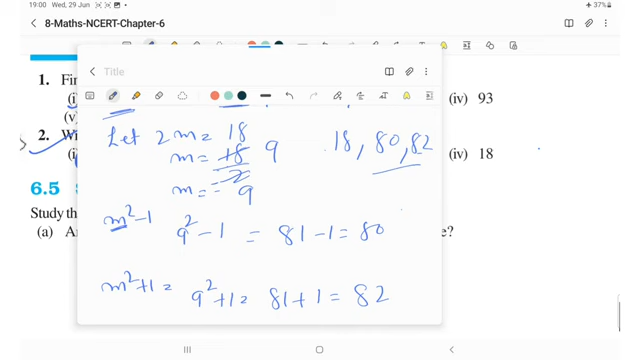 19:00 Wed, 29 Jun 37%
8-Maths-NCERT-Chapter-6
Title
1. Fin
(i) (iv) 93
(v)
2. Wri
(i) (iv) 18
6.5 S
Study th
(a) Ar e?
Let 2m = 18
m = 18/2 9
m = 9
18, 80, 82
m²-1 9²-1 = 81-1 = 80
m²+1 = 9²+1 = 81+1 = 82